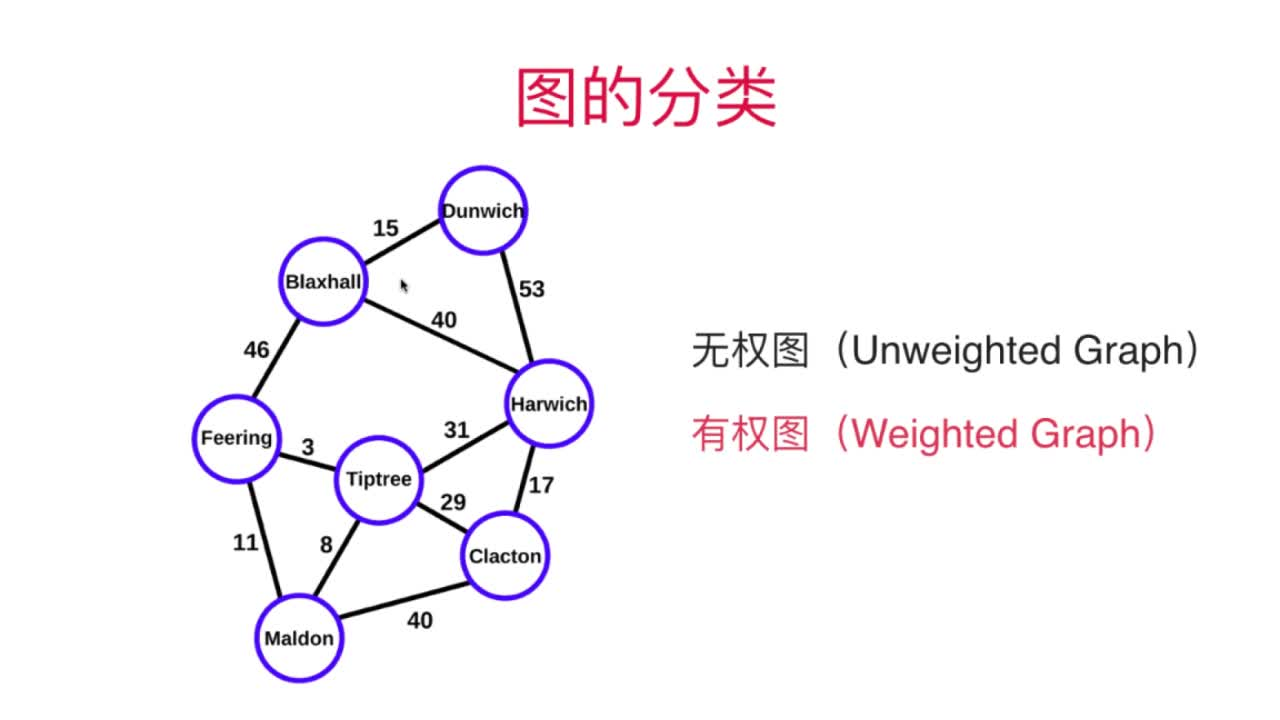 图的分类
Dunwich
15
Blaxhall
53
40
46
Harwich
31
Feering
3
Tiptree
29
17
11
8
Clacton
40
Maldon
无权图（Unweighted Graph）
有权图（Weighted Graph）